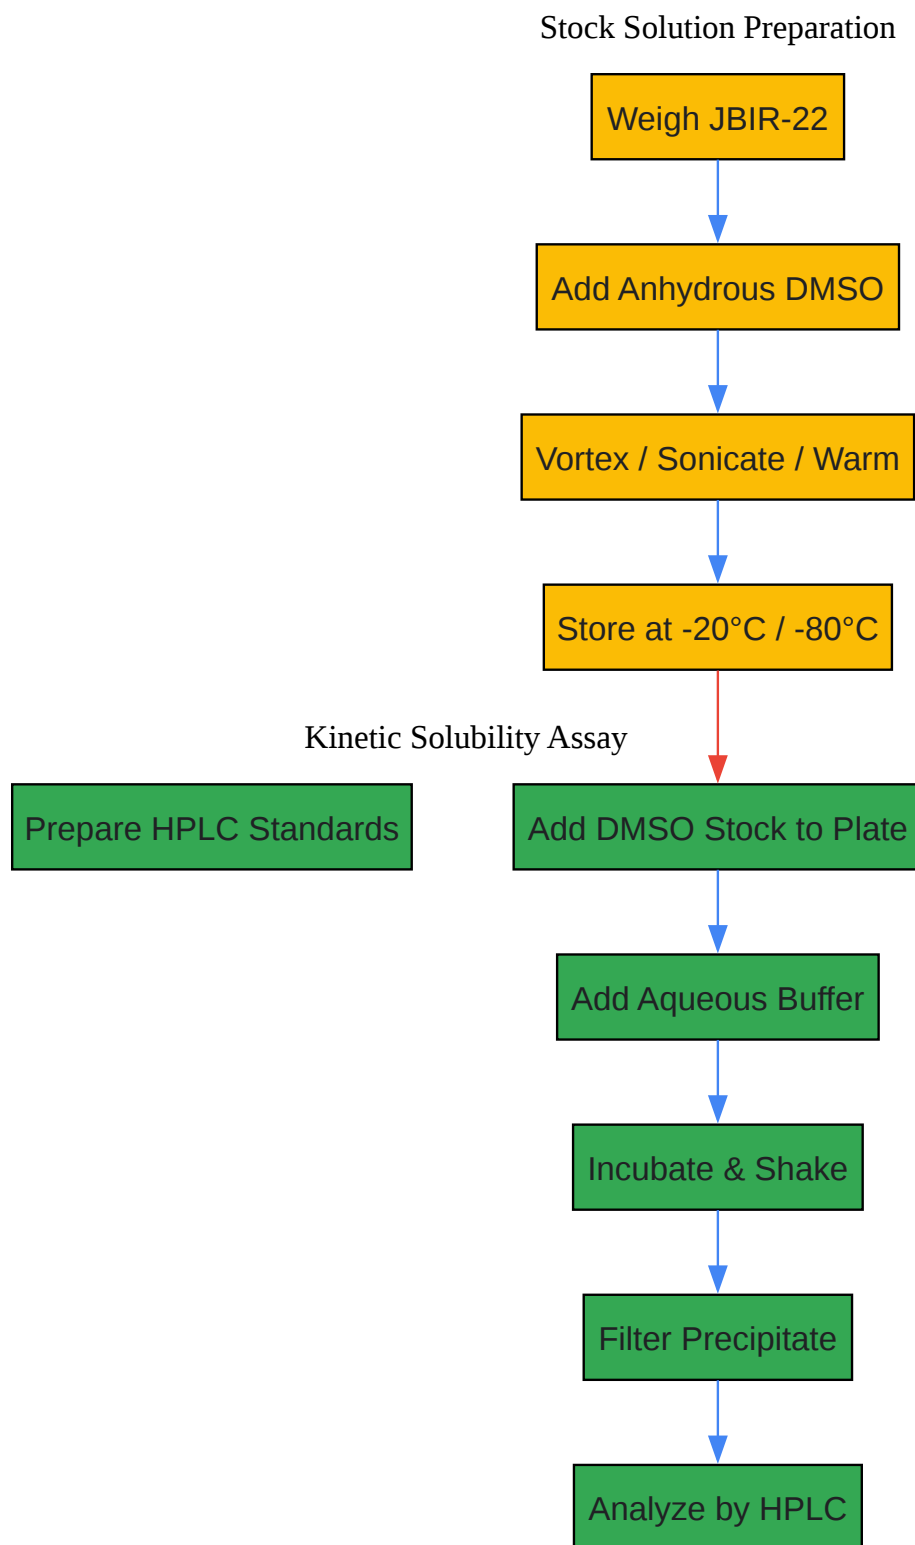 Stock Solution Preparation
Weigh JBIR-22
Add Anhydrous DMSO
Vortex / Sonicate / Warm
Store at -20°C / -80°C
Kinetic Solubility Assay
Prepare HPLC Standards
Add DMSO Stock to Plate
Add Aqueous Buffer
Incubate & Shake
Filter Precipitate
Analyze by HPLC